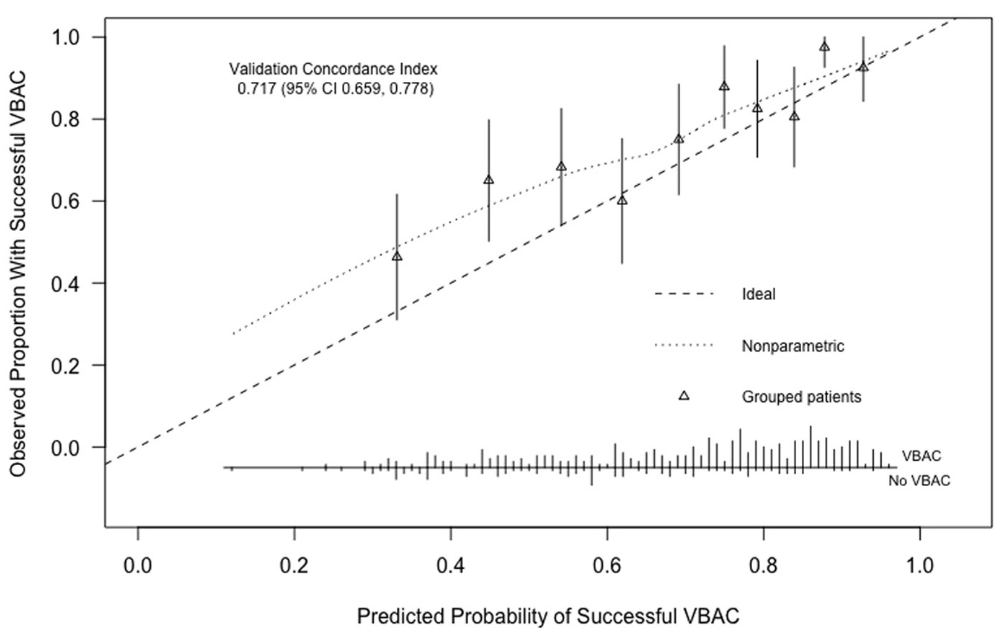 Observed Proportion With Successful VBAC
1.0
0.8
0.6
0.4
0.2
0.0
Validation Concordance Index
0.717 (95% CI 0.659, 0.778)
Ideal
Nonparametric
Grouped patients
VBAC
No VBAC
0.0 0.2 0.4 0.6 0.8 1.0
Predicted Probability of Successful VBAC